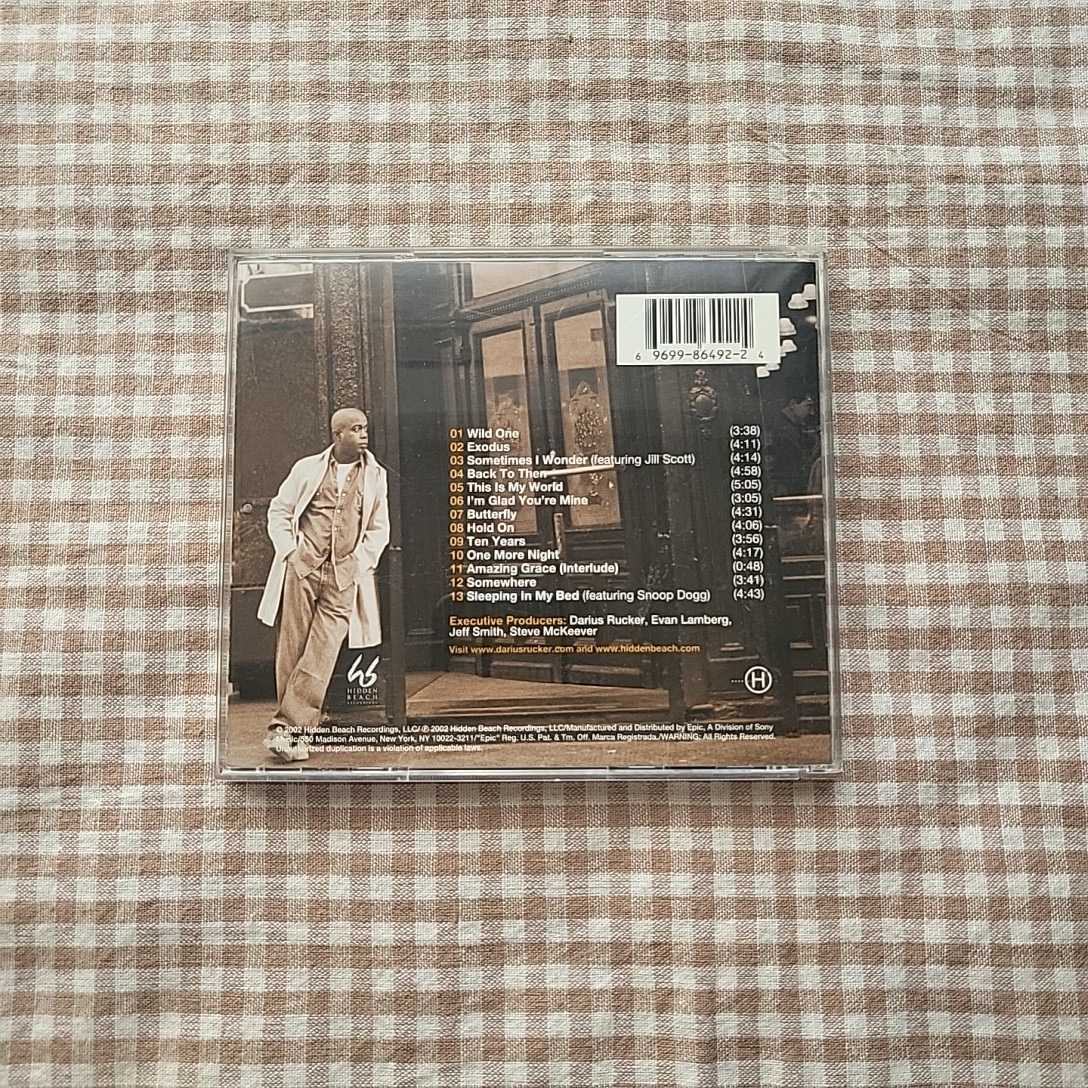 6 9699-86492-2 4
01 Wild One (3:38)
02 Exodus (4:11)
03 Sometimes I Wonder (featuring Jill Scott) (4:14)
04 Back To Then (4:58)
05 This Is My World (5:05)
06 I'm Glad You're Mine (3:05)
07 Butterfly (4:31)
08 Hold On (4:06)
09 Ten Years (3:56)
10 One More Night (4:17)
11 Amazing Grace (Interlude) (0:48)
12 Somewhere (3:41)
13 Sleeping In My Bed (featuring Snoop Dogg) (4:43)
Executive Producers: Darius Rucker, Evan Lamberg,
Jeff Smith, Steve McKeever
Visit www.dariusrucker.com and www.hiddenbeach.com
hb
HIDDEN
BEACH
RECORDINGS
H
© 2002 Hidden Beach Recordings, LLC/ ℗ 2002 Hidden Beach Recordings, LLC/Manufactured and Distributed by Epic, A Division of Sony
Music/550 Madison Avenue, New York, NY 10022-3211/"Epic" Reg. U.S. Pat. & Tm. Off. Marca Registrada./WARNING: All Rights Reserved.
Unauthorized duplication is a violation of applicable laws.